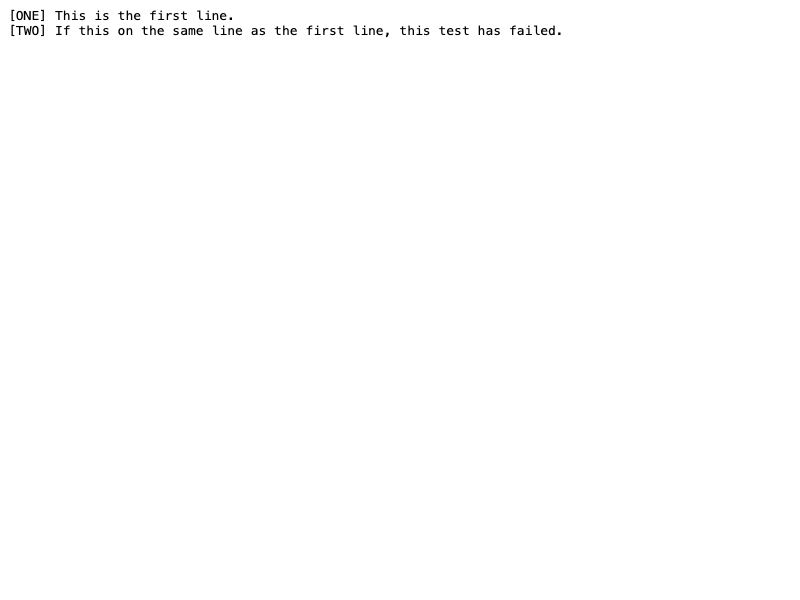 [ONE] This is the first line.
[TWO] If this on the same line as the first line, this test has failed.